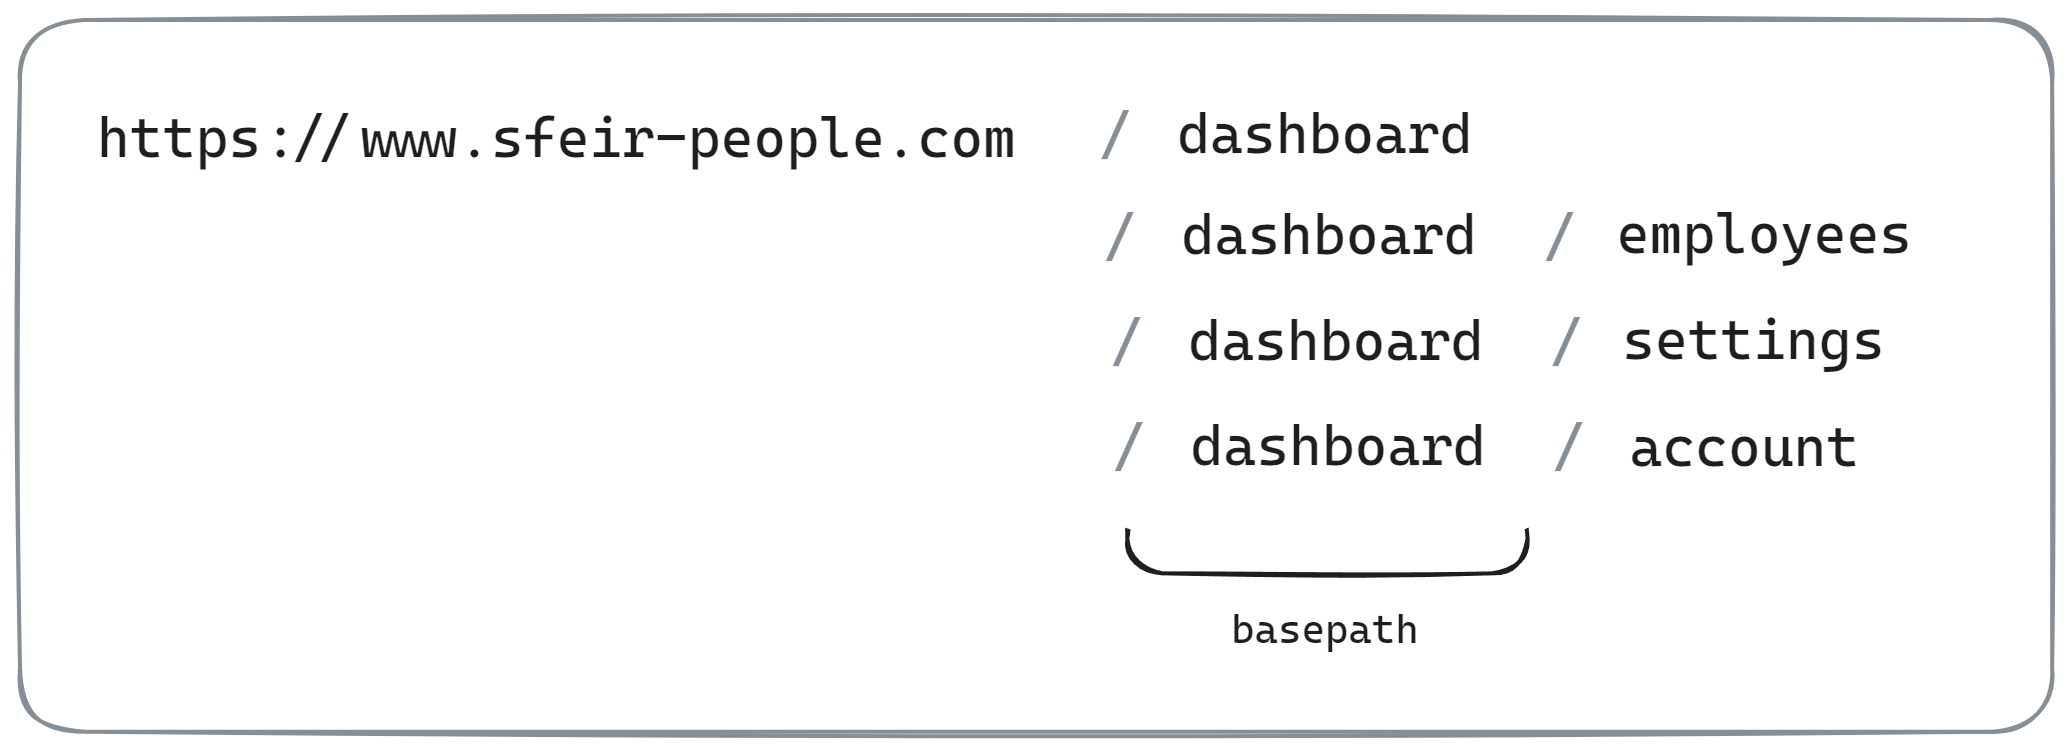 https://www.sfeir-people.com / dashboard
/ dashboard / employees
/ dashboard / settings
/ dashboard / account
basepath